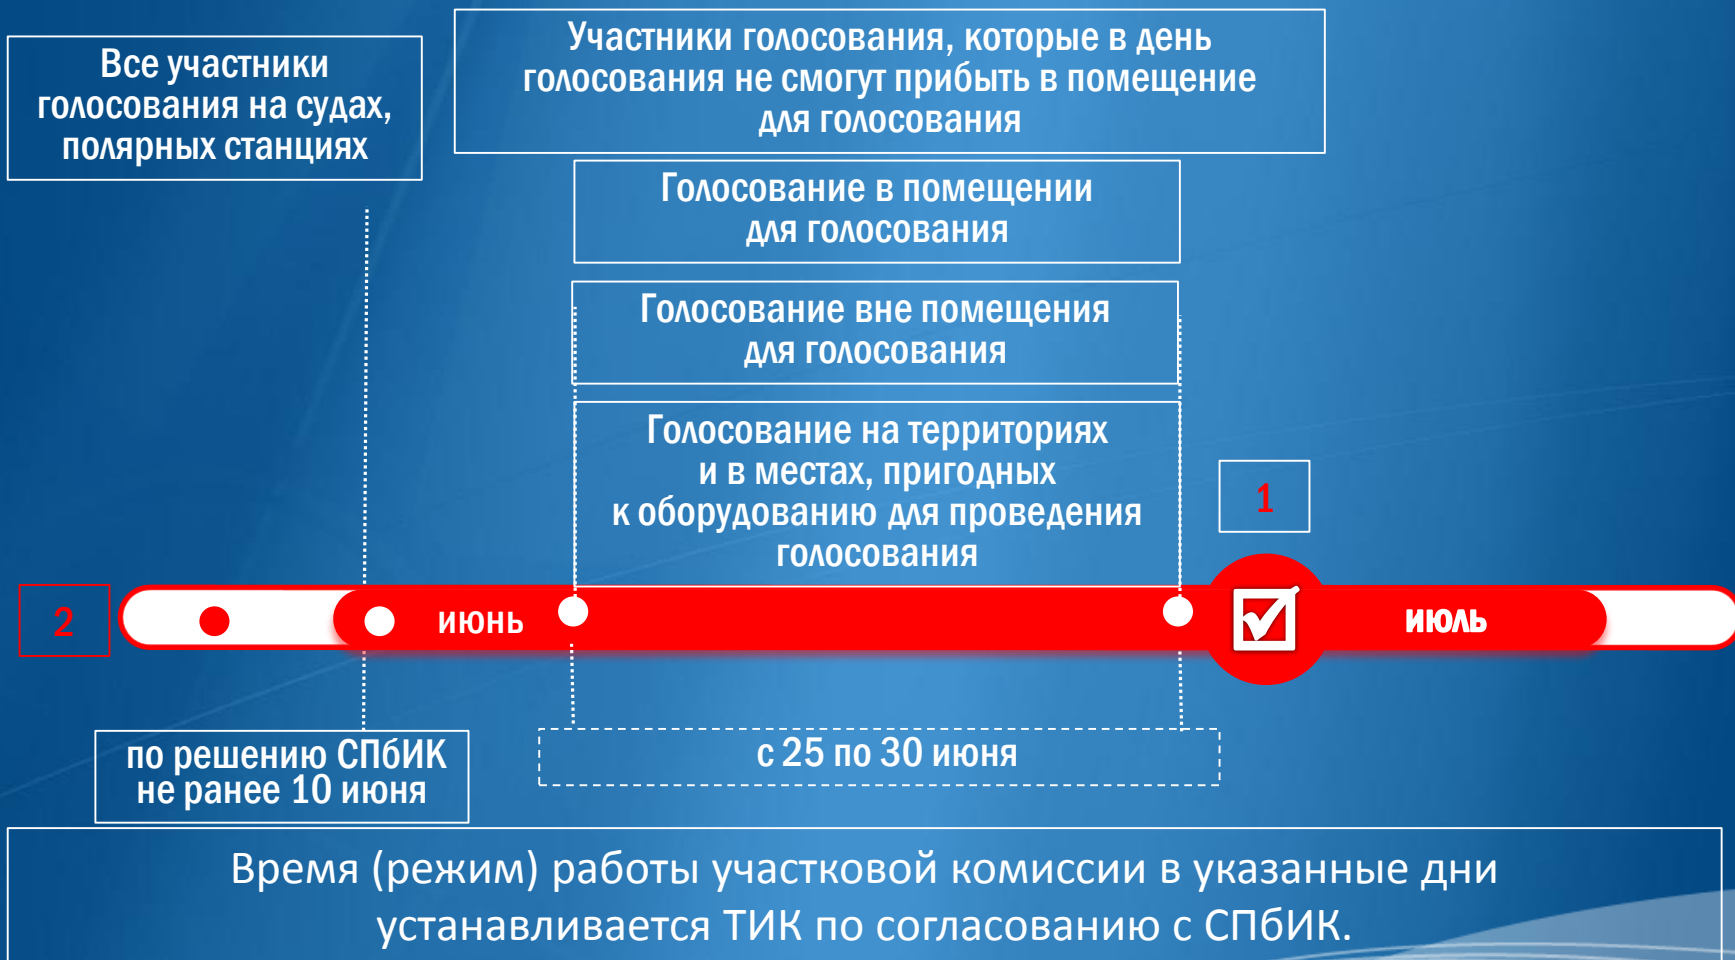 Все участники
голосования на судах,
полярных станциях
Участники голосования, которые в день
голосования не смогут прибыть в помещение
для голосования
Голосование в помещении
для голосования
Голосование вне помещения
для голосования
Голосование на территориях
и в местах, пригодных
к оборудованию для проведения
голосования
1
2
июнь
июль
по решению СПбИК
не ранее 10 июня
с 25 по 30 июня
Время (режим) работы участковой комиссии в указанные дни
устанавливается ТИК по согласованию с СПбИК.